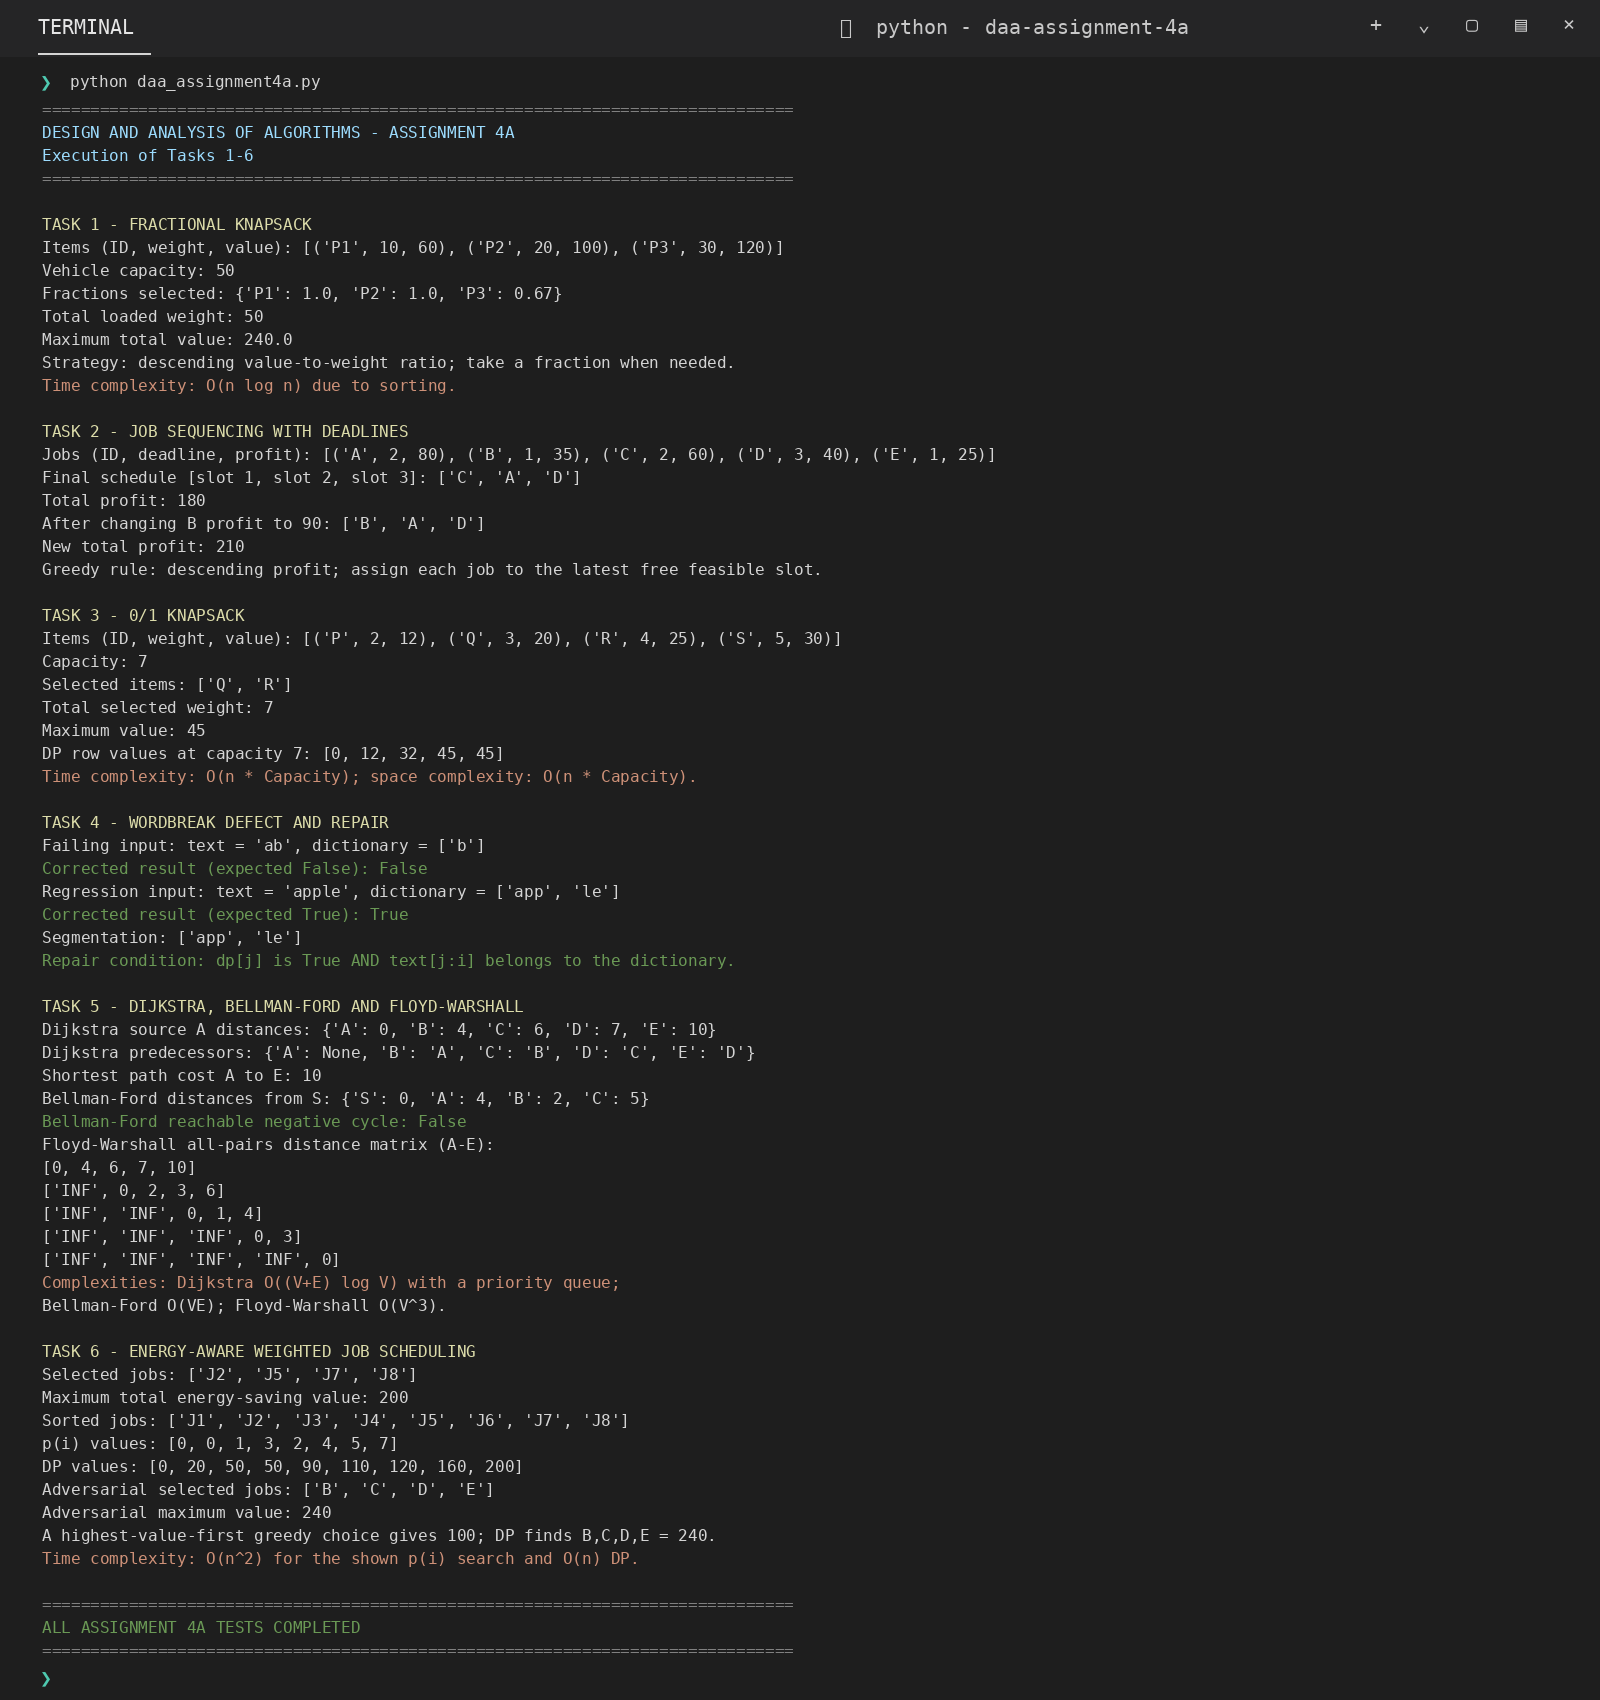 TERMINAL
python - daa-assignment-4a
+ ⌄ ▢ ▤ ×
❯ python daa_assignment4a.py
==============================================================================
DESIGN AND ANALYSIS OF ALGORITHMS - ASSIGNMENT 4A
Execution of Tasks 1-6
==============================================================================
TASK 1 - FRACTIONAL KNAPSACK
Items (ID, weight, value): [('P1', 10, 60), ('P2', 20, 100), ('P3', 30, 120)]
Vehicle capacity: 50
Fractions selected: {'P1': 1.0, 'P2': 1.0, 'P3': 0.67}
Total loaded weight: 50
Maximum total value: 240.0
Strategy: descending value-to-weight ratio; take a fraction when needed.
Time complexity: O(n log n) due to sorting.
TASK 2 - JOB SEQUENCING WITH DEADLINES
Jobs (ID, deadline, profit): [('A', 2, 80), ('B', 1, 35), ('C', 2, 60), ('D', 3, 40), ('E', 1, 25)]
Final schedule [slot 1, slot 2, slot 3]: ['C', 'A', 'D']
Total profit: 180
After changing B profit to 90: ['B', 'A', 'D']
New total profit: 210
Greedy rule: descending profit; assign each job to the latest free feasible slot.
TASK 3 - 0/1 KNAPSACK
Items (ID, weight, value): [('P', 2, 12), ('Q', 3, 20), ('R', 4, 25), ('S', 5, 30)]
Capacity: 7
Selected items: ['Q', 'R']
Total selected weight: 7
Maximum value: 45
DP row values at capacity 7: [0, 12, 32, 45, 45]
Time complexity: O(n * Capacity); space complexity: O(n * Capacity).
TASK 4 - WORDBREAK DEFECT AND REPAIR
Failing input: text = 'ab', dictionary = ['b']
Corrected result (expected False): False
Regression input: text = 'apple', dictionary = ['app', 'le']
Corrected result (expected True): True
Segmentation: ['app', 'le']
Repair condition: dp[j] is True AND text[j:i] belongs to the dictionary.
TASK 5 - DIJKSTRA, BELLMAN-FORD AND FLOYD-WARSHALL
Dijkstra source A distances: {'A': 0, 'B': 4, 'C': 6, 'D': 7, 'E': 10}
Dijkstra predecessors: {'A': None, 'B': 'A', 'C': 'B', 'D': 'C', 'E': 'D'}
Shortest path cost A to E: 10
Bellman-Ford distances from S: {'S': 0, 'A': 4, 'B': 2, 'C': 5}
Bellman-Ford reachable negative cycle: False
Floyd-Warshall all-pairs distance matrix (A-E):
[0, 4, 6, 7, 10]
['INF', 0, 2, 3, 6]
['INF', 'INF', 0, 1, 4]
['INF', 'INF', 'INF', 0, 3]
['INF', 'INF', 'INF', 'INF', 0]
Complexities: Dijkstra O((V+E) log V) with a priority queue;
Bellman-Ford O(VE); Floyd-Warshall O(V^3).
TASK 6 - ENERGY-AWARE WEIGHTED JOB SCHEDULING
Selected jobs: ['J2', 'J5', 'J7', 'J8']
Maximum total energy-saving value: 200
Sorted jobs: ['J1', 'J2', 'J3', 'J4', 'J5', 'J6', 'J7', 'J8']
p(i) values: [0, 0, 1, 3, 2, 4, 5, 7]
DP values: [0, 20, 50, 50, 90, 110, 120, 160, 200]
Adversarial selected jobs: ['B', 'C', 'D', 'E']
Adversarial maximum value: 240
A highest-value-first greedy choice gives 100; DP finds B,C,D,E = 240.
Time complexity: O(n^2) for the shown p(i) search and O(n) DP.
==============================================================================
ALL ASSIGNMENT 4A TESTS COMPLETED
==============================================================================
❯